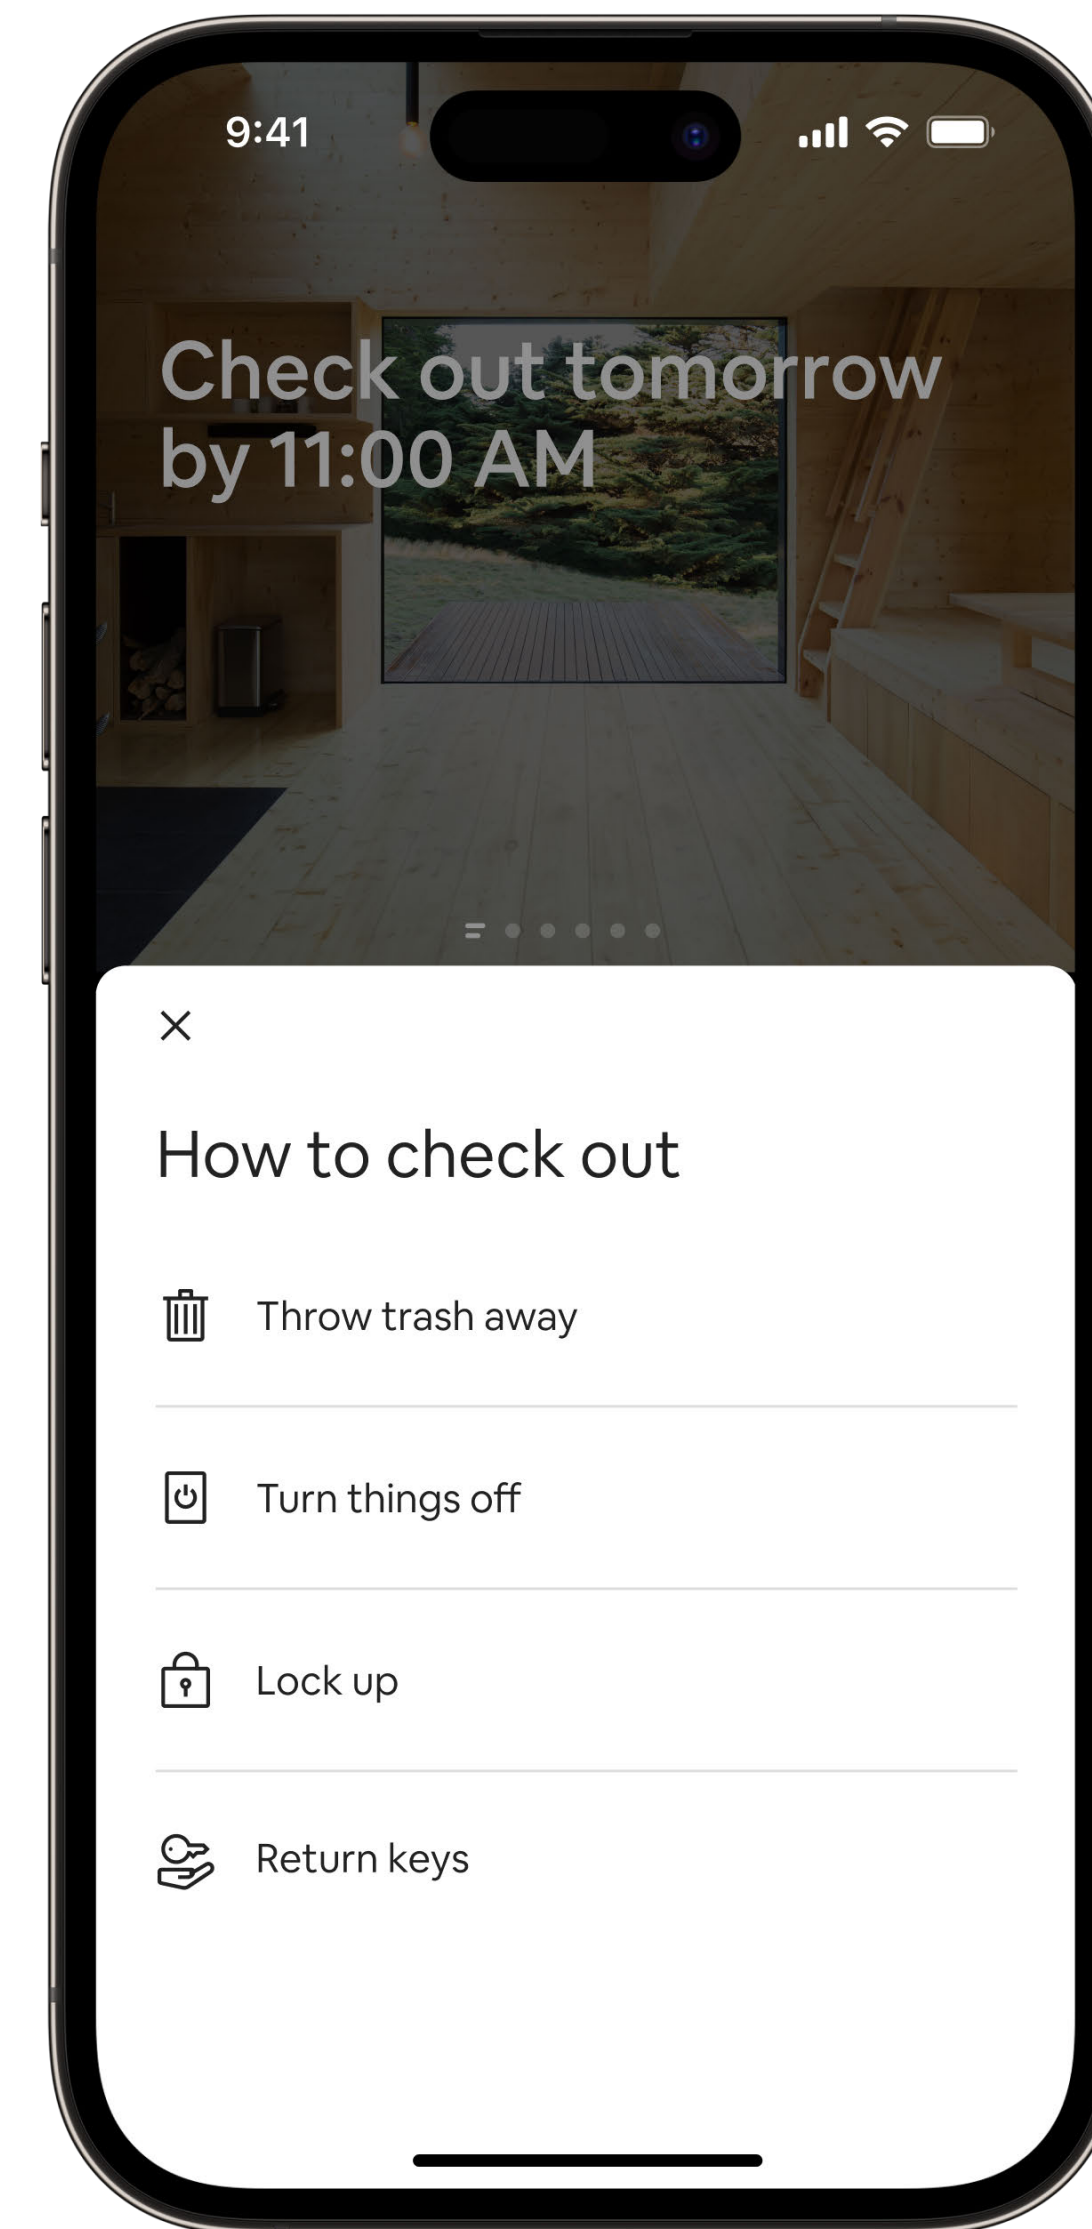 9:41
Check out tomorrow
by 11:00 AM
How to check out
Throw trash away
Turn things off
Lock up
Return keys